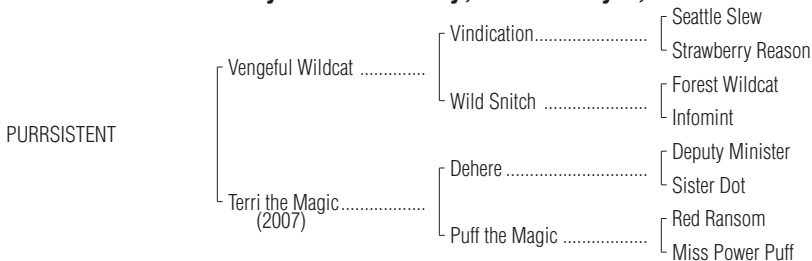 Vindication
Seattle Slew
Strawberry Reason
Vengeful Wildcat
Wild Snitch
Forest Wildcat
Infomint
PURRSISTENT
Dehere
Deputy Minister
Sister Dot
Terri the Magic
(2007)
Puff the Magic
Red Ransom
Miss Power Puff